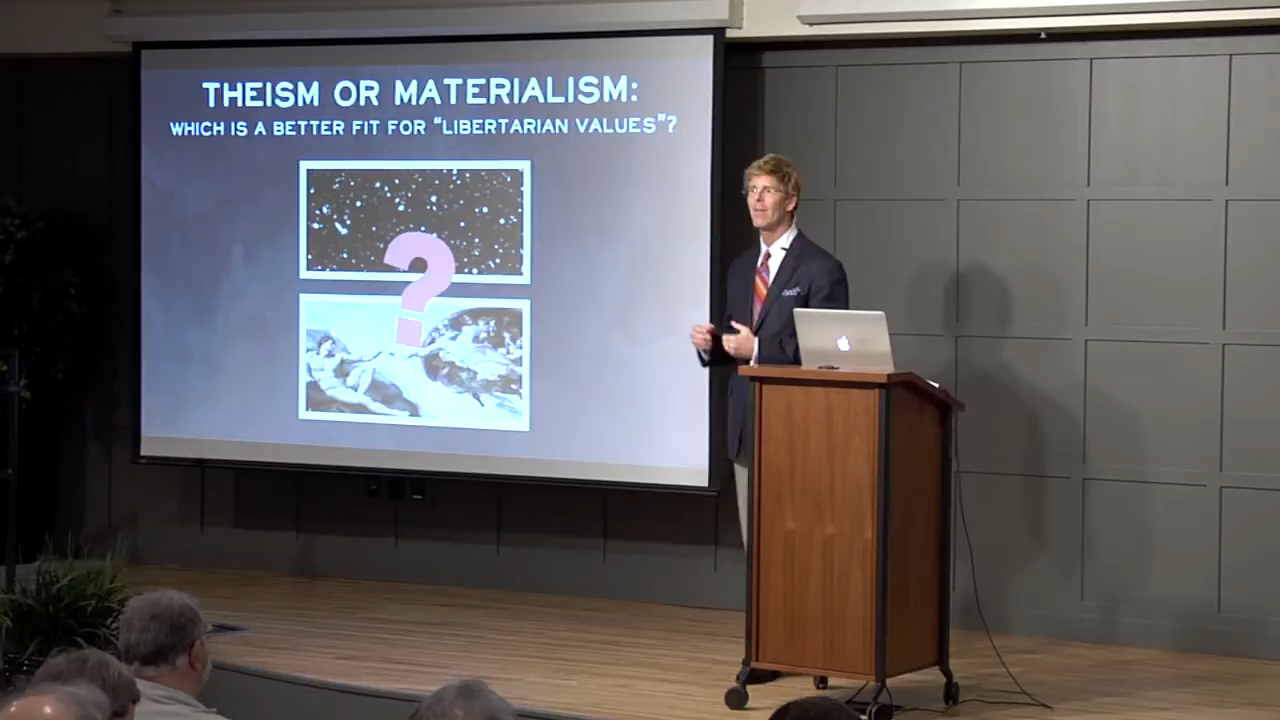 THEISM OR MATERIALISM:
WHICH IS A BETTER FIT FOR "LIBERTARIAN VALUES"?
?